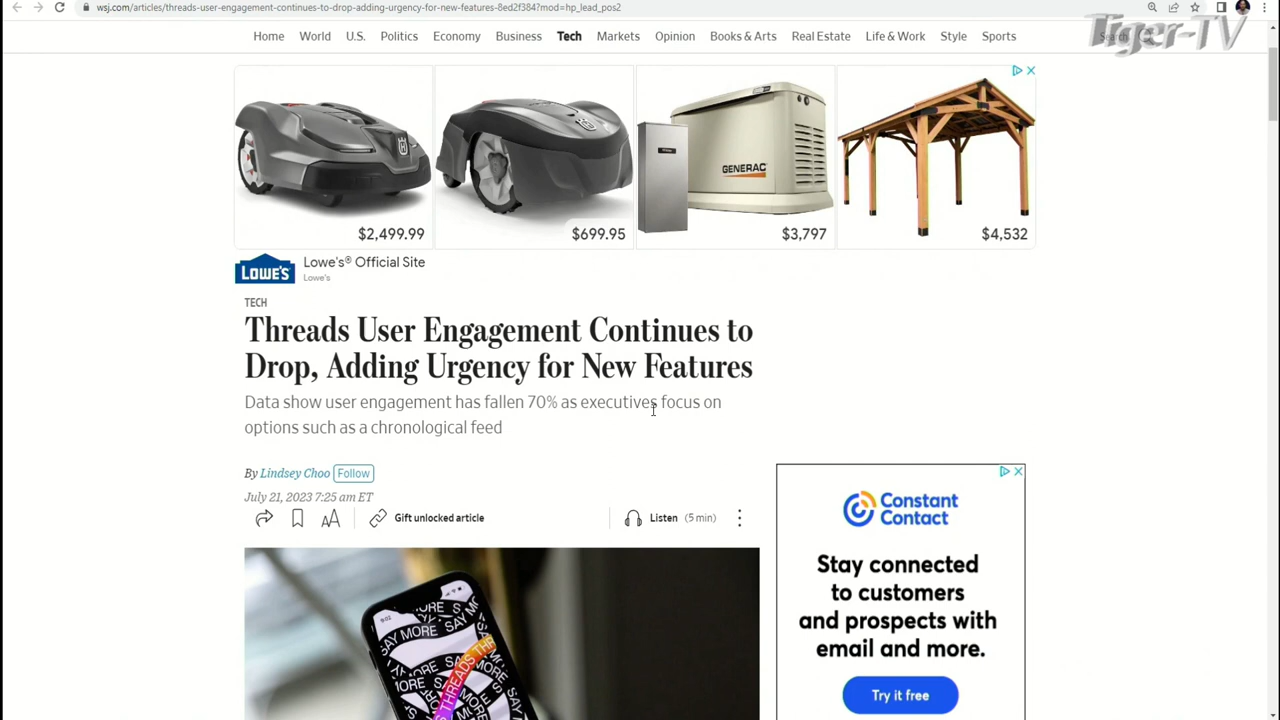 wsj.com/articles/threads-user-engagement-continues-to-drop-adding-urgency-for-new-features-8ed2f384?mod=hp_lead_pos2
Tiger-TV
Home World U.S. Politics Economy Business Tech Markets Opinion Books & Arts Real Estate Life & Work Style Sports
GENERAC
$2,499.99 $699.95 $3,797 $4,532
LOWE'S
Lowe's® Official Site
Lowe's
TECH
Threads User Engagement Continues to
Drop, Adding Urgency for New Features
Data show user engagement has fallen 70% as executives focus on
options such as a chronological feed
By Lindsey Choo Follow
July 21, 2023 7:25 am ET
AA Gift unlocked article Listen (5 min)
Constant
Contact
Stay connected
to customers
and prospects with
email and more.
Try it free
SAY MORE
THREADS